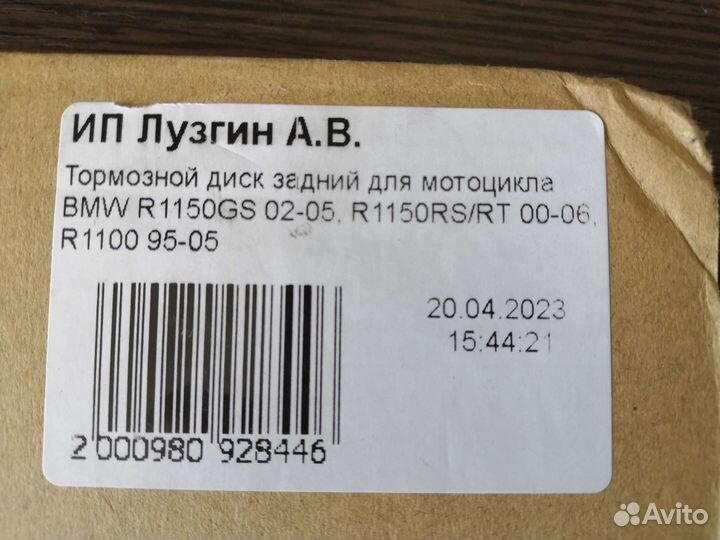 ИП Лузгин А.В.
Тормозной диск задний для мотоцикла
BMW R1150GS 02-05, R1150RS/RT 00-06,
R1100 95-05
20.04.2023
15:44:21
2 000980 928446
Avito